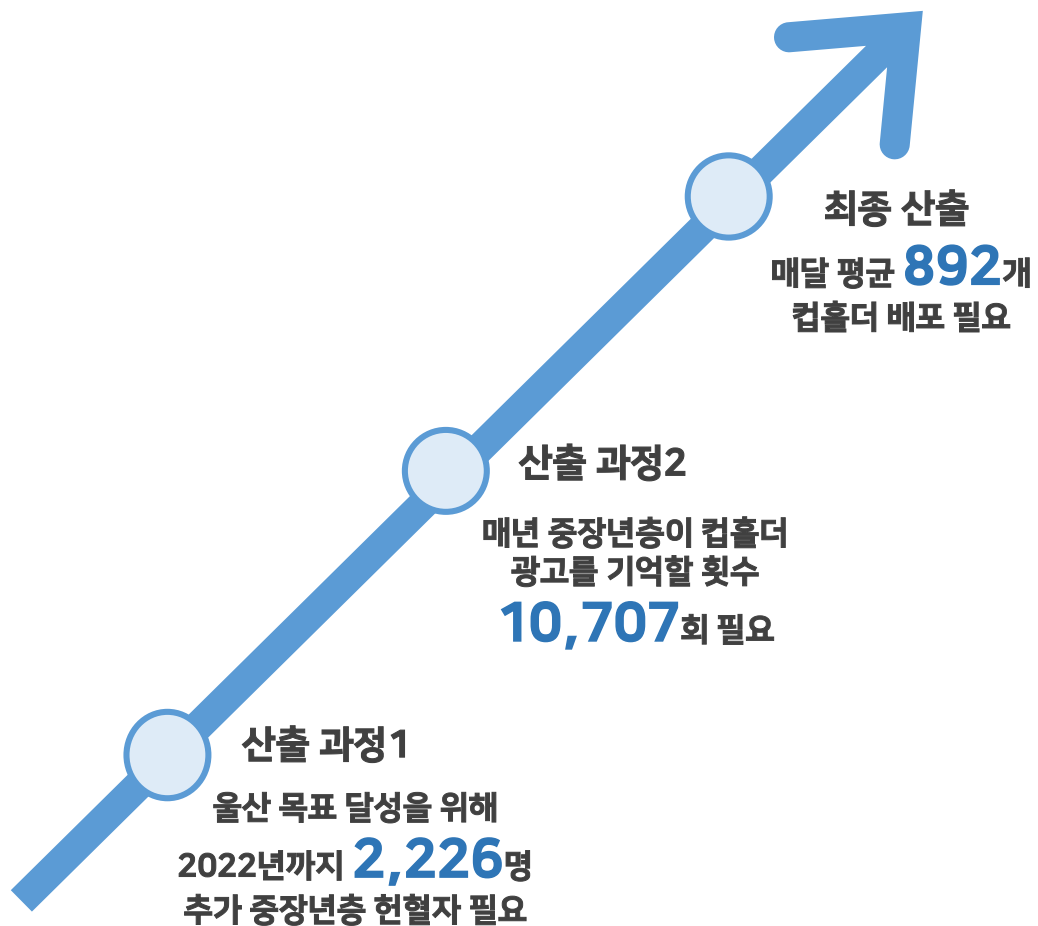 최종 산출
매달 평균 892개
컵홀더 배포 필요
산출 과정2
매년 중장년층이 컵홀더
광고를 기억할 횟수
10,707회 필요
산출 과정1
울산 목표 달성을 위해
2022년까지 2,226명
추가 중장년층 헌혈자 필요